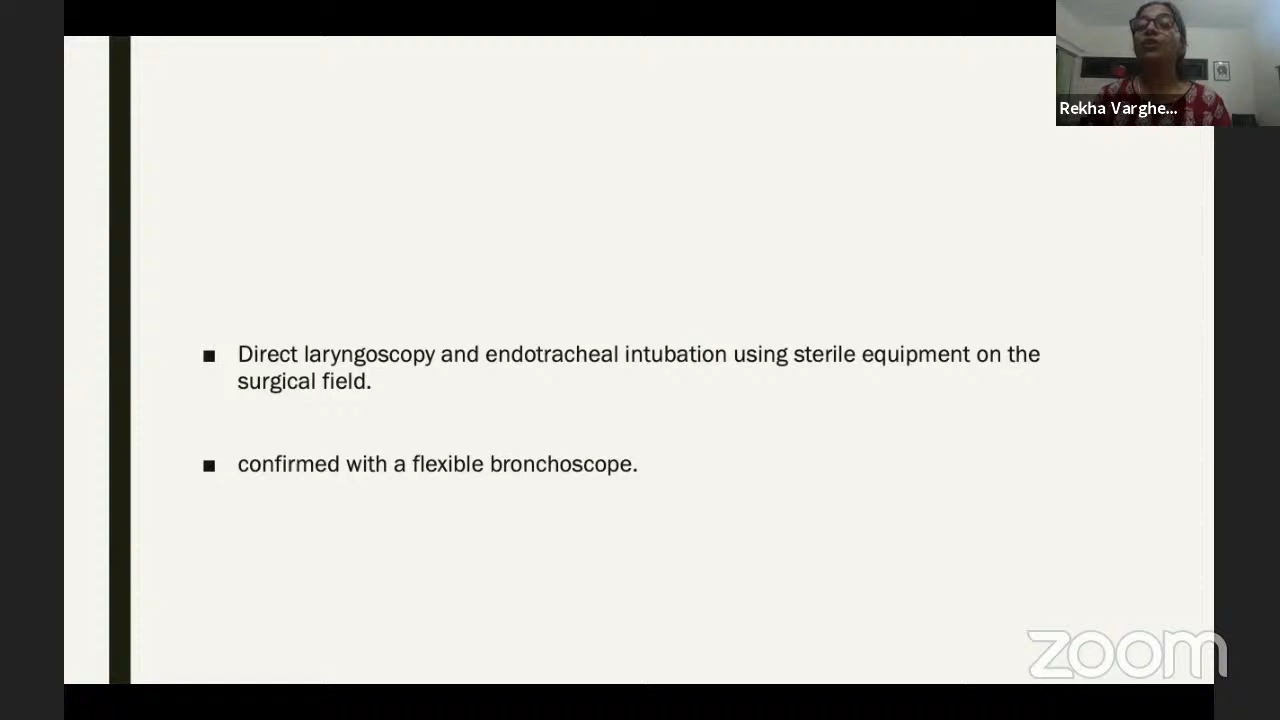 Rekha Varghe...
■ Direct laryngoscopy and endotracheal intubation using sterile equipment on the
surgical field.
■ confirmed with a flexible bronchoscope.
zoom